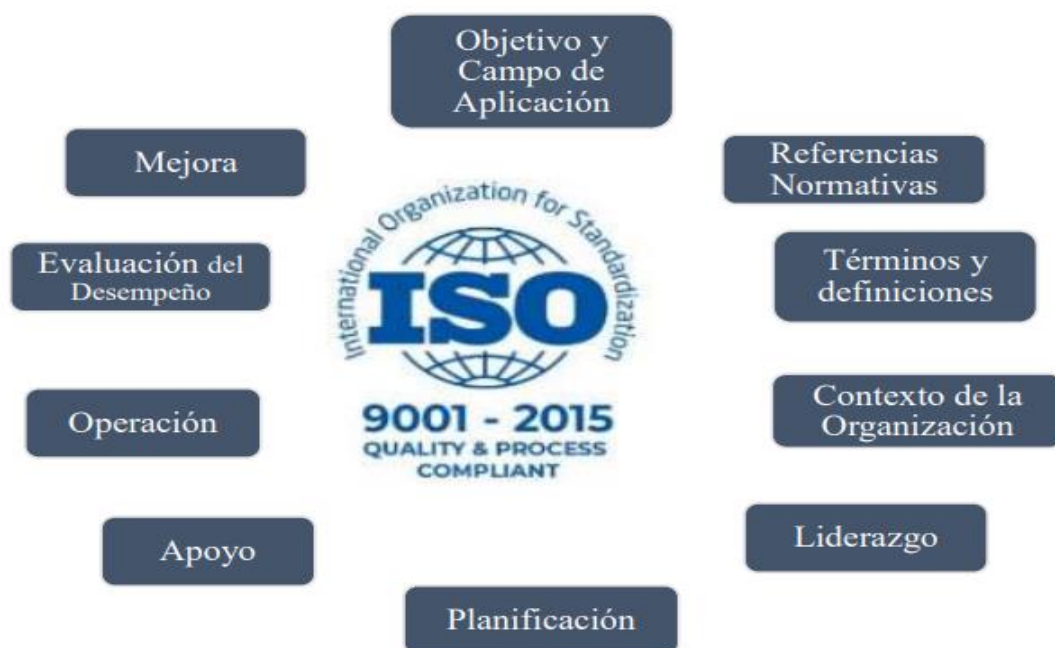 Objetivo y
Campo de
Aplicación
Referencias
Normativas
Términos y
definiciones
Contexto de la
Organización
Liderazgo
Planificación
Apoyo
Operación
Evaluación del
Desempeño
Mejora
International Organization for Standardization
ISO
9001 - 2015
QUALITY & PROCESS
COMPLIANT